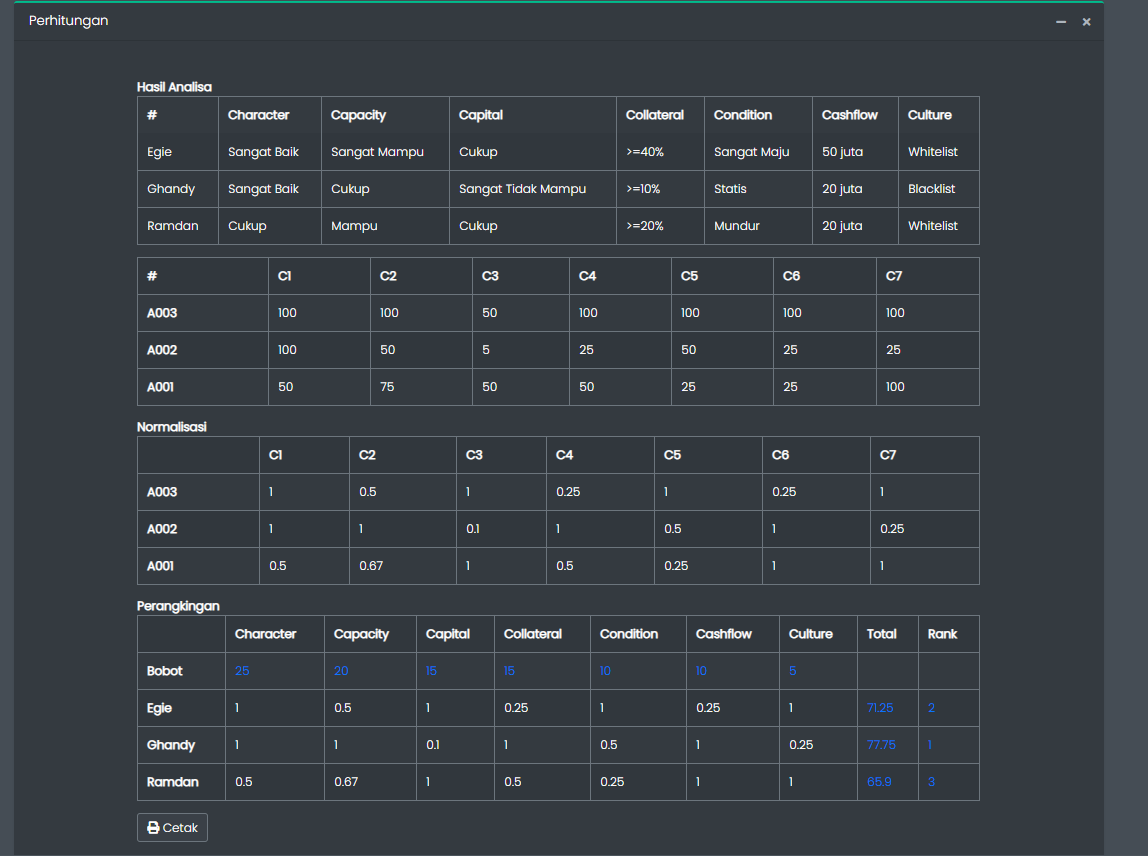 Perhitungan
Hasil Analisa
# Character Capacity Capital Collateral Condition Cashflow Culture
Egie Sangat Baik Sangat Mampu Cukup >=40% Sangat Maju 50 juta Whitelist
Ghandy Sangat Baik Cukup Sangat Tidak Mampu >=10% Statis 20 juta Blacklist
Ramdan Cukup Mampu Cukup >=20% Mundur 20 juta Whitelist
# C1 C2 C3 C4 C5 C6 C7
A003 100 100 50 100 100 100 100
A002 100 50 5 25 50 25 25
A001 50 75 50 50 25 25 100
Normalisasi
C1 C2 C3 C4 C5 C6 C7
A003 1 0.5 1 0.25 1 0.25 1
A002 1 1 0.1 1 0.5 1 0.25
A001 0.5 0.67 1 0.5 0.25 1 1
Perangkingan
Character Capacity Capital Collateral Condition Cashflow Culture Total Rank
Bobot 25 20 15 15 10 10 5
Egie 1 0.5 1 0.25 1 0.25 1 71.25 2
Ghandy 1 1 0.1 1 0.5 1 0.25 77.75 1
Ramdan 0.5 0.67 1 0.5 0.25 1 1 65.9 3
Cetak